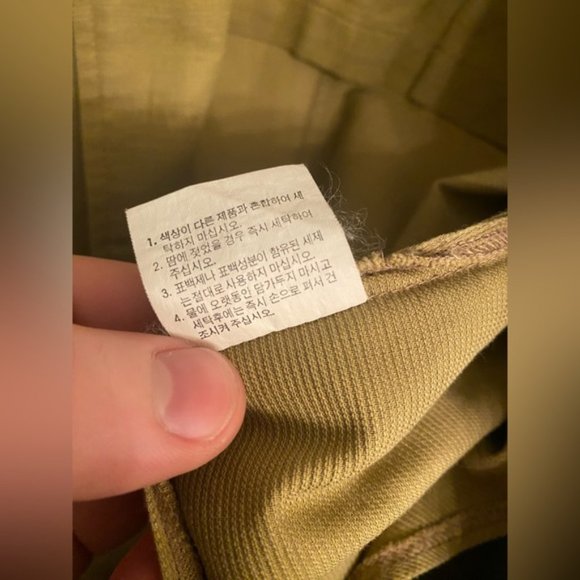 1. 색상이 다른 제품과 혼합하여 세
탁하지 마십시오.
2. 땀에 젖었을 경우 즉시 세탁하여
주십시오.
3. 표백제나 표백성분이 함유된 세제
는절대로 사용하지 마십시오.
4. 물에 오랫동안 담가두지 마시고
세탁후에는 즉시 손으로 펴서 건
조시켜 주십시오.